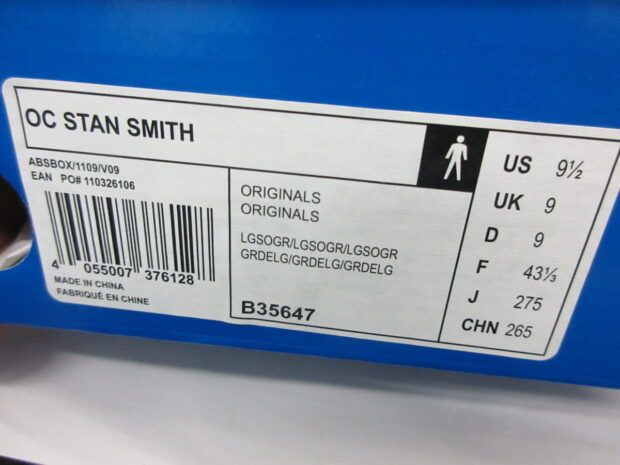 OC STAN SMITH
ABSBOX/1109/V09
EAN PO# 110326106
4 055007 376128
MADE IN CHINA
FABRIQUÉ EN CHINE
ORIGINALS
ORIGINALS
LGSOGR/LGSOGR/LGSOGR
GRDELG/GRDELG/GRDELG
B35647
US 9½
UK 9
D 9
F 43⅓
J 275
CHN 265